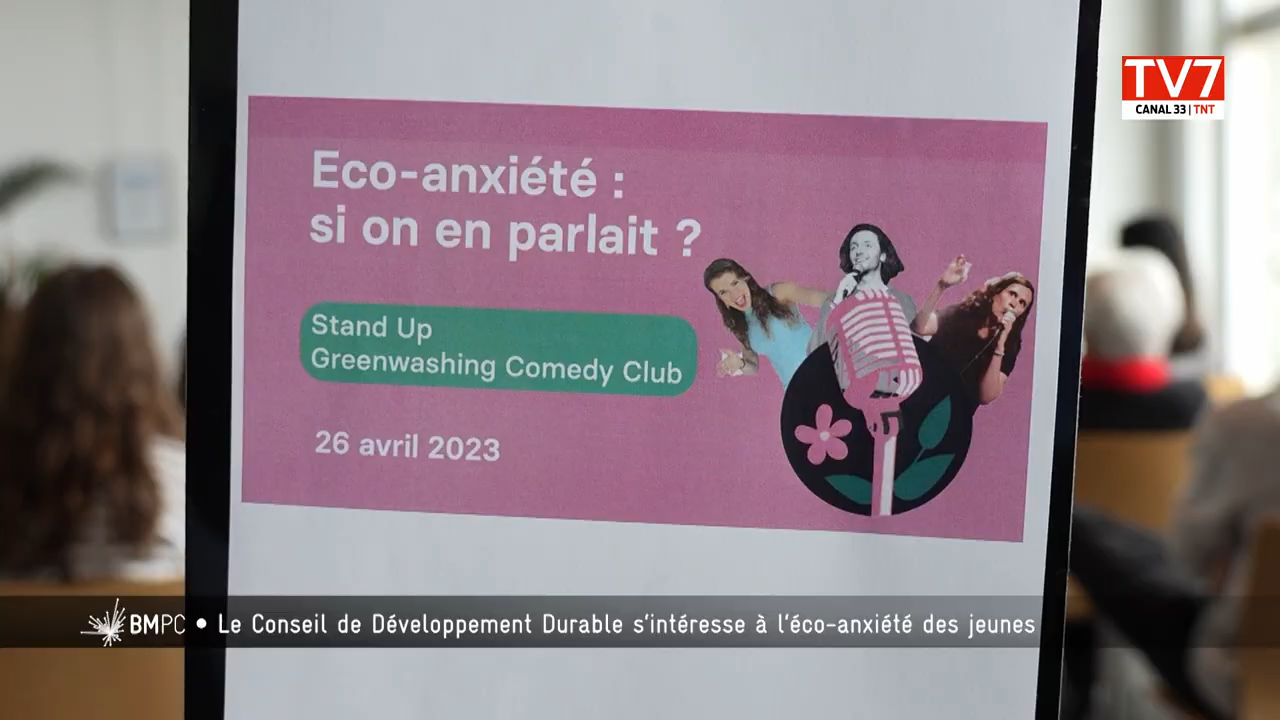 TV7
CANAL 33 | TNT
Eco-anxiété :
si on en parlait ?
Stand Up
Greenwashing Comedy Club
26 avril 2023
BMPC • Le Conseil de Développement Durable s'intéresse à l'éco-anxiété des jeunes